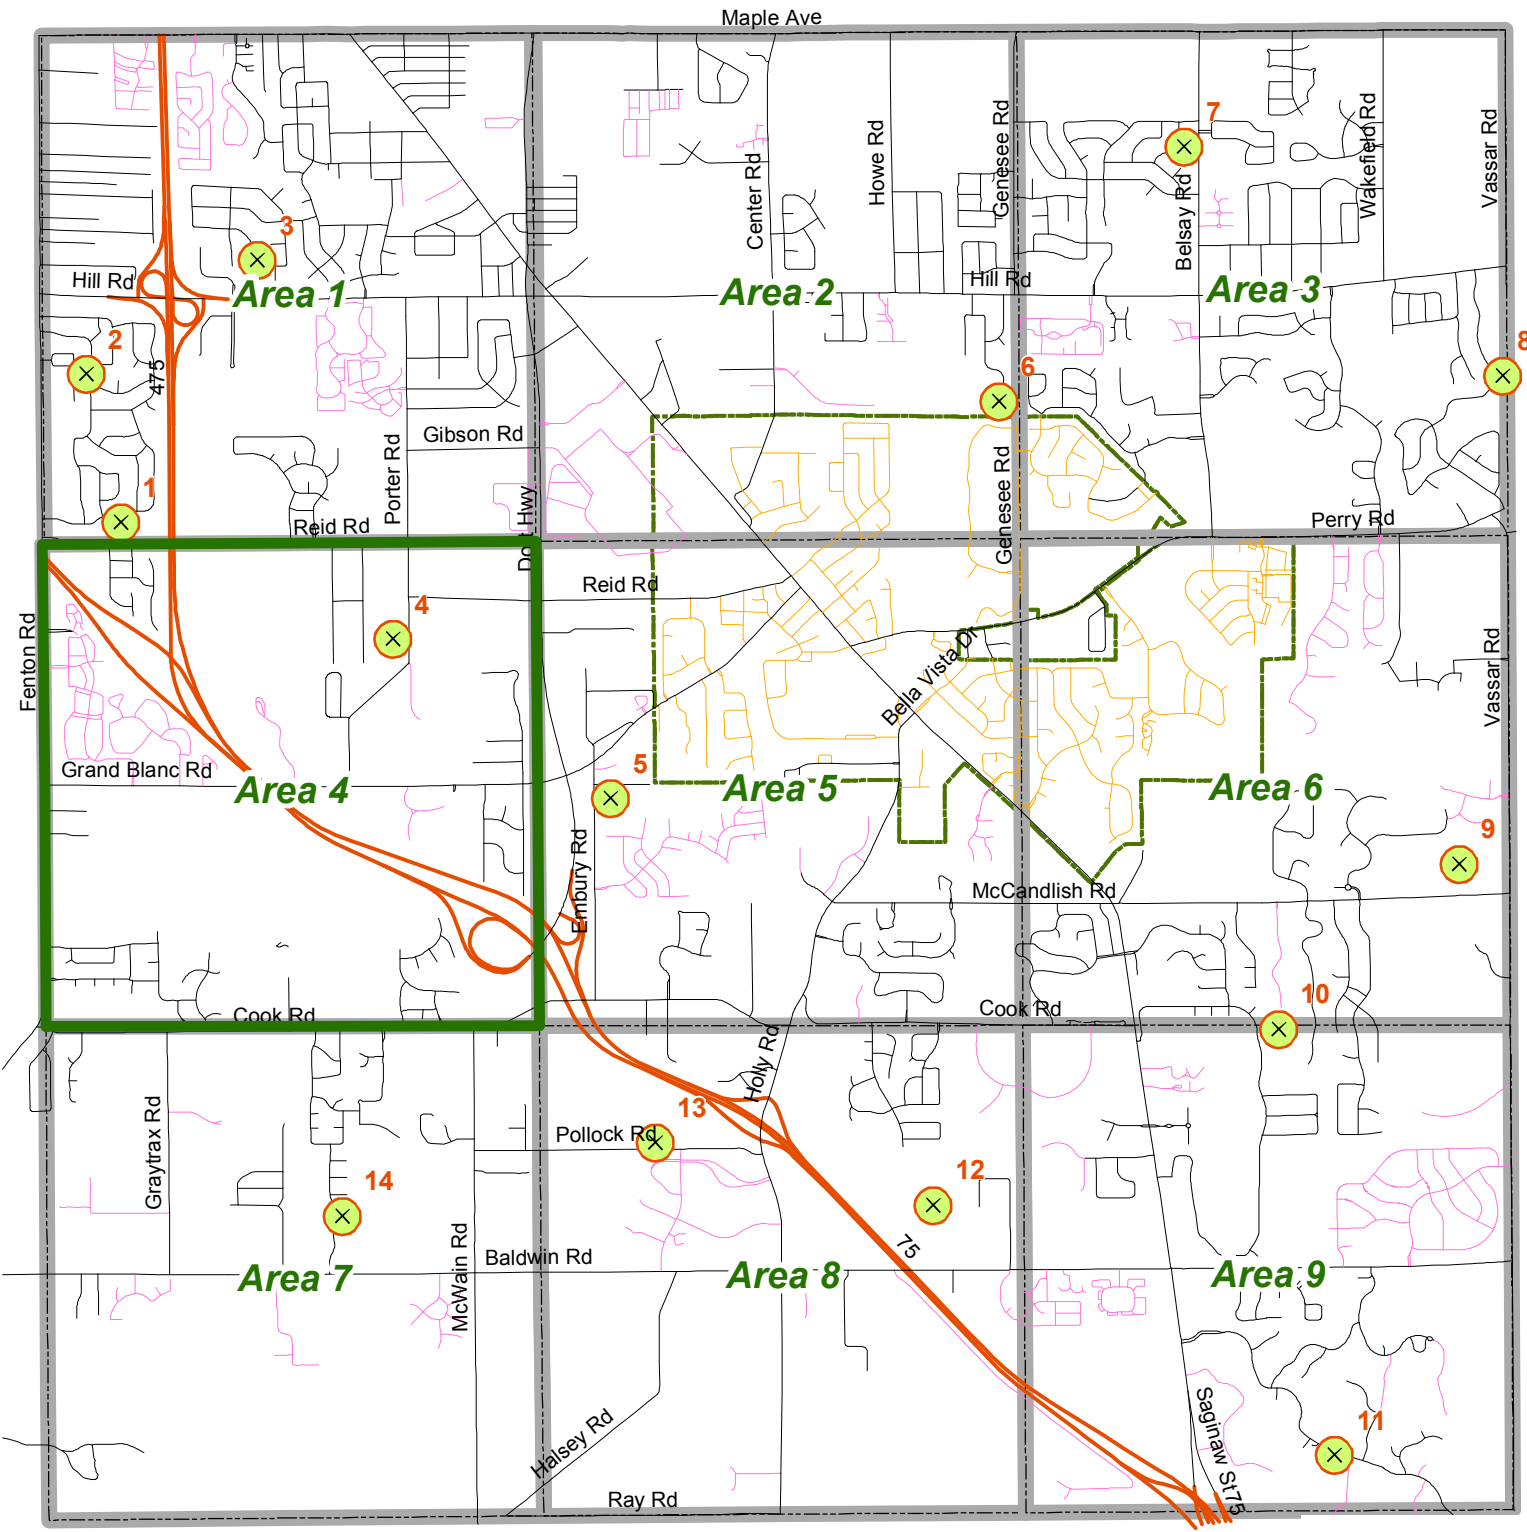 Maple Ave
7
Genesee Rd
Wakefield Rd
Vassar Rd
Howe Rd
Center Rd
Belsay Rd
3
Hill Rd
Area 1
Area 2
Hill Rd
Area 3
2
475
6
8
Gibson Rd
Porter Rd
1
Reid Rd
Dort Hwy
Genesee Rd
Perry Rd
Reid Rd
4
Fenton Rd
Bella Vista Dr
Vassar Rd
Grand Blanc Rd
5
Area 4
Area 5
Area 6
9
Embury Rd
McCandlish Rd
10
Cook Rd
Cook Rd
Holly Rd
13
Graytrax Rd
Pollock Rd
14
12
McWain Rd
75
Baldwin Rd
Area 7
Area 8
Area 9
Halsey Rd
Saginaw St
11
75
Ray Rd